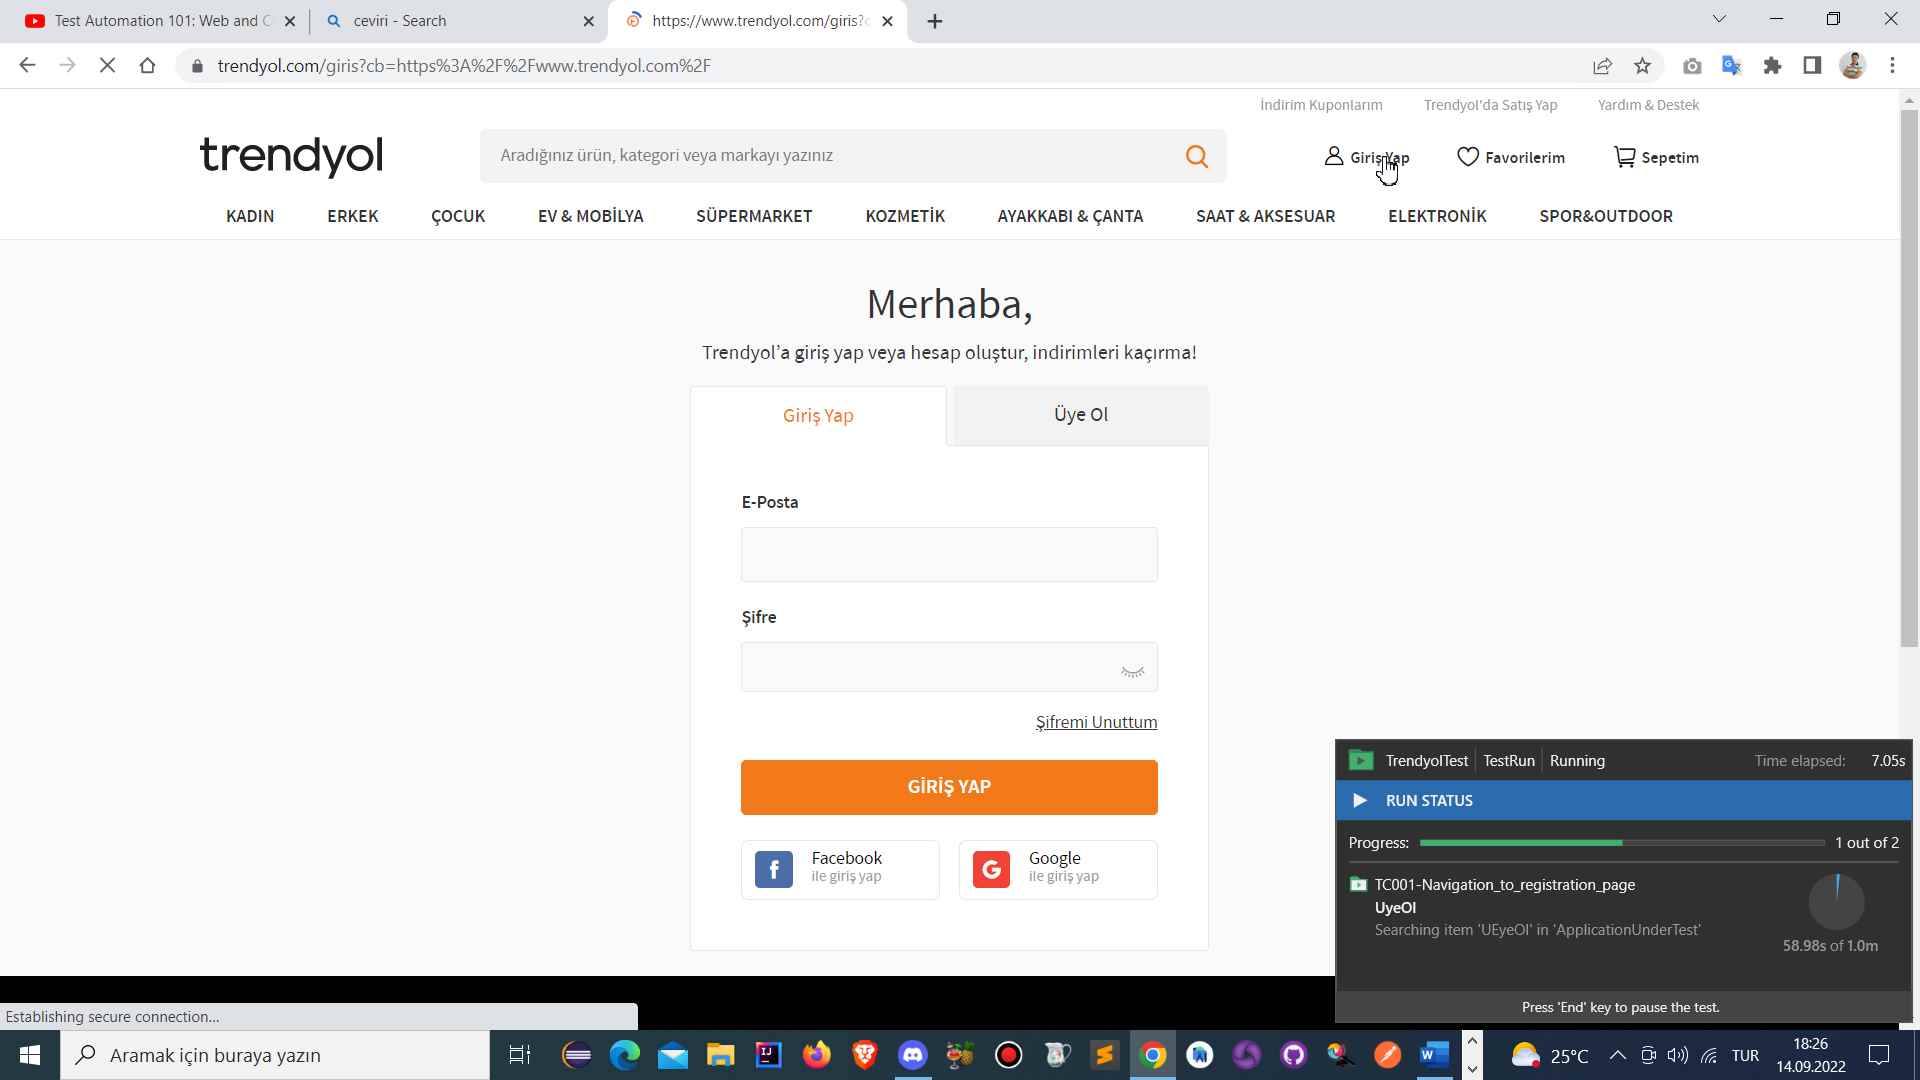 Test Automation 101: Web and C
ceviri - Search
https://www.trendyol.com/giris?c
trendyol.com/giris?cb=https%3A%2F%2Fwww.trendyol.com%2F
İndirim Kuponlarım
Trendyol'da Satış Yap
Yardım & Destek
trendyol
Aradığınız ürün, kategori veya markayı yazınız
Giriş Yap
Favorilerim
Sepetim
KADIN
ERKEK
ÇOCUK
EV & MOBİLYA
SÜPERMARKET
KOZMETİK
AYAKKABI & ÇANTA
SAAT & AKSESUAR
ELEKTRONİK
SPOR&OUTDOOR
Merhaba,
Trendyol'a giriş yap veya hesap oluştur, indirimleri kaçırma!
Giriş Yap
Üye Ol
E-Posta
Şifre
Şifremi Unuttum
GİRİŞ YAP
f
Facebook
ile giriş yap
G
Google
ile giriş yap
TrendyolTest
TestRun
Running
Time elapsed:
7.05s
RUN STATUS
Progress:
1 out of 2
TC001-Navigation_to_registration_page
UyeOl
Searching item 'UEyeOl' in 'ApplicationUnderTest'
58.98s of 1.0m
Press 'End' key to pause the test.
Establishing secure connection...
Aramak için buraya yazın
25°C
TUR
18:26
14.09.2022